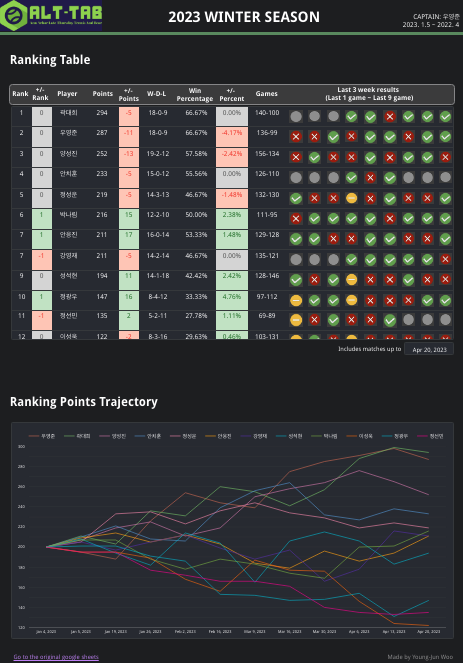 ALT-TAB
2023 WINTER SEASON
CAPTAIN: 우영준
2023. 1.5 ~ 2022. 4
Ranking Table
Rank +/- Rank Player Points +/- Points W-D-L Win Percentage +/- Percent Games Last 3 week results (Last 1 game ~ Last 9 game)
1 0 곽대희 294 -5 18-0-9 66.67% 0.00% 140-100
2 0 우영준 287 -11 18-0-9 66.67% -4.17% 136-99
3 0 양성진 252 -13 19-2-12 57.58% -2.42% 156-134
4 0 안치훈 233 -5 15-0-12 55.56% 0.00% 126-110
5 0 정성운 219 -5 14-3-13 46.67% -1.48% 132-130
6 1 박나림 216 15 12-2-10 50.00% 2.38% 111-95
7 1 안용진 211 17 16-0-14 53.33% 1.48% 129-128
7 -1 강영재 211 -5 14-2-14 46.67% 0.00% 135-121
9 0 성석현 194 11 14-1-18 42.42% 2.42% 128-146
10 1 정광우 147 16 8-4-12 33.33% 4.76% 97-112
11 -1 정선민 135 2 5-2-11 27.78% 1.11% 69-89
12 0 이성욱 122 -2 8-3-16 29.63% 0.46% 103-131
Includes matches up to Apr 20, 2023
Ranking Points Trajectory
우영준 곽대희 양성진 안치훈 정성운 안용진 강영재 성석현 박나림 이성욱 정광우 정선민
300
280
260
240
220
200
180
160
140
120
Jan 4, 2023 Jan 5, 2023 Jan 19, 2023 Jan 26, 2023 Feb 2, 2023 Feb 16, 2023 Mar 9, 2023 Mar 16, 2023 Mar 30, 2023 Apr 6, 2023 Apr 13, 2023 Apr 20, 2023
Go to the original google sheets
Made by Young-Jun Woo